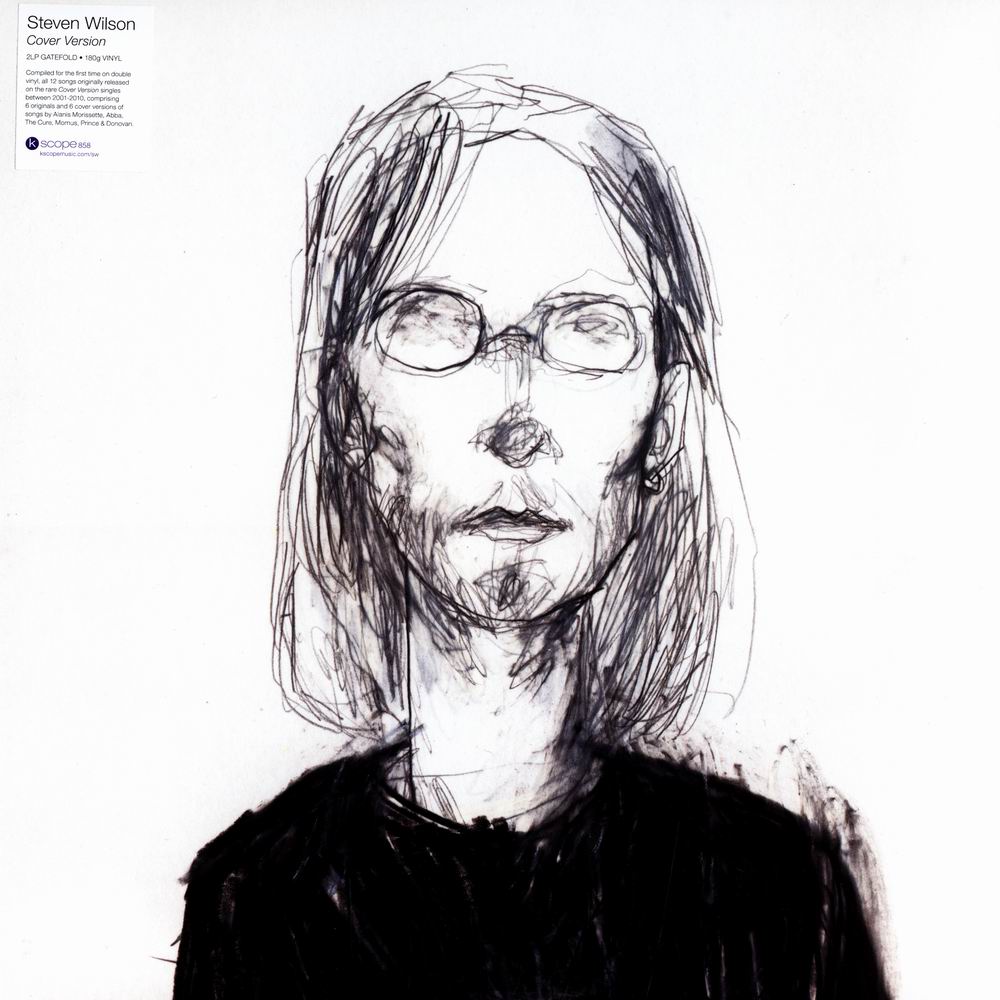 Steven Wilson
Cover Version
2LP GATEFOLD • 180g VINYL
Compiled for the first time on double
vinyl, all 12 songs originally released
on the rare Cover Version singles
between 2001-2010, comprising
6 originals and 6 cover versions of
songs by Alanis Morissette, Abba,
The Cure, Momus, Prince & Donovan.
k scope 858
kscopemusic.com/sw